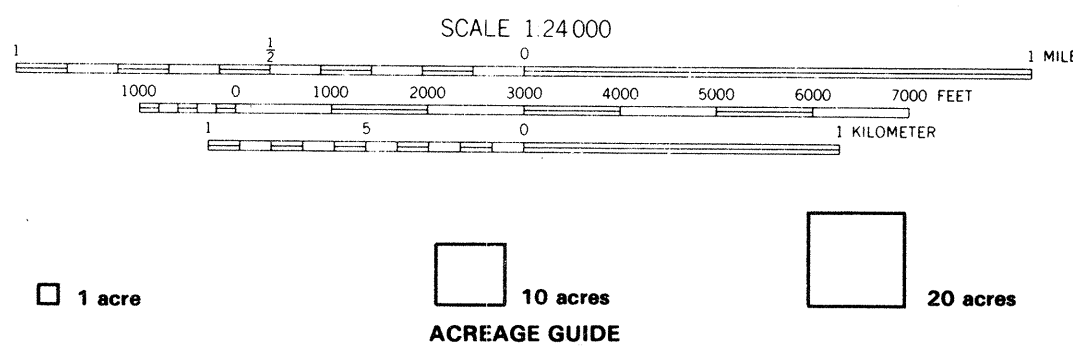 SCALE 1:24 000
1 ½ 0 1 MILE
1000 0 1000 2000 3000 4000 5000 6000 7000 FEET
1 5 0 1 KILOMETER
1 acre 10 acres 20 acres
ACREAGE GUIDE